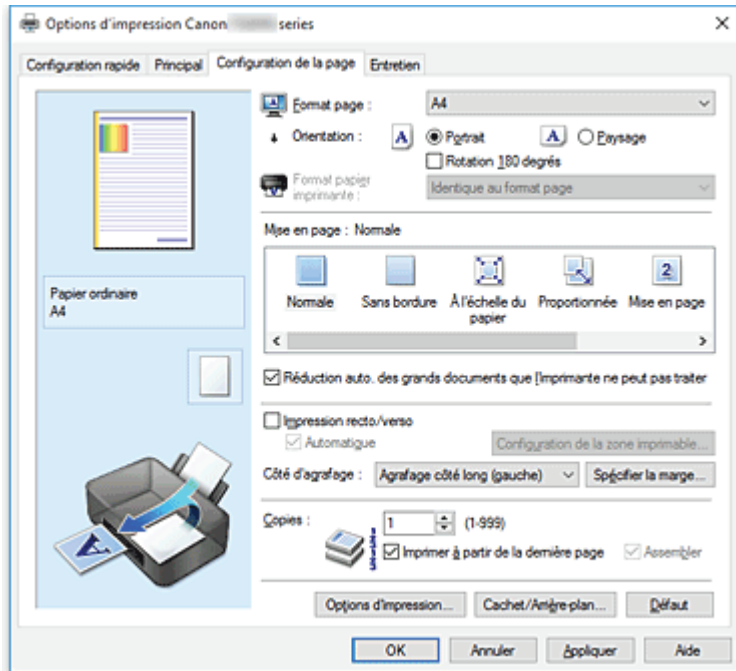 Options d'impression Canon series
Configuration rapide Principal Configuration de la page Entretien
Format page : A4
Orientation : A Portrait A Paysage
Rotation 180 degrés
Format papier imprimante : Identique au format page
Mise en page : Normale
Normale Sans bordure À l'échelle du papier Proportionnée 2 Mise en page
Papier ordinaire
A4
Réduction auto. des grands documents que l'imprimante ne peut pas traiter
Impression recto/verso
Automatique Configuration de la zone imprimable...
Côté d'agrafage : Agrafage côté long (gauche) Spécifier la marge...
Copies : 1 (1-999)
Imprimer à partir de la dernière page Assembler
A
Options d'impression... Cachet/Arrière-plan... Défaut
OK Annuler Appliquer Aide